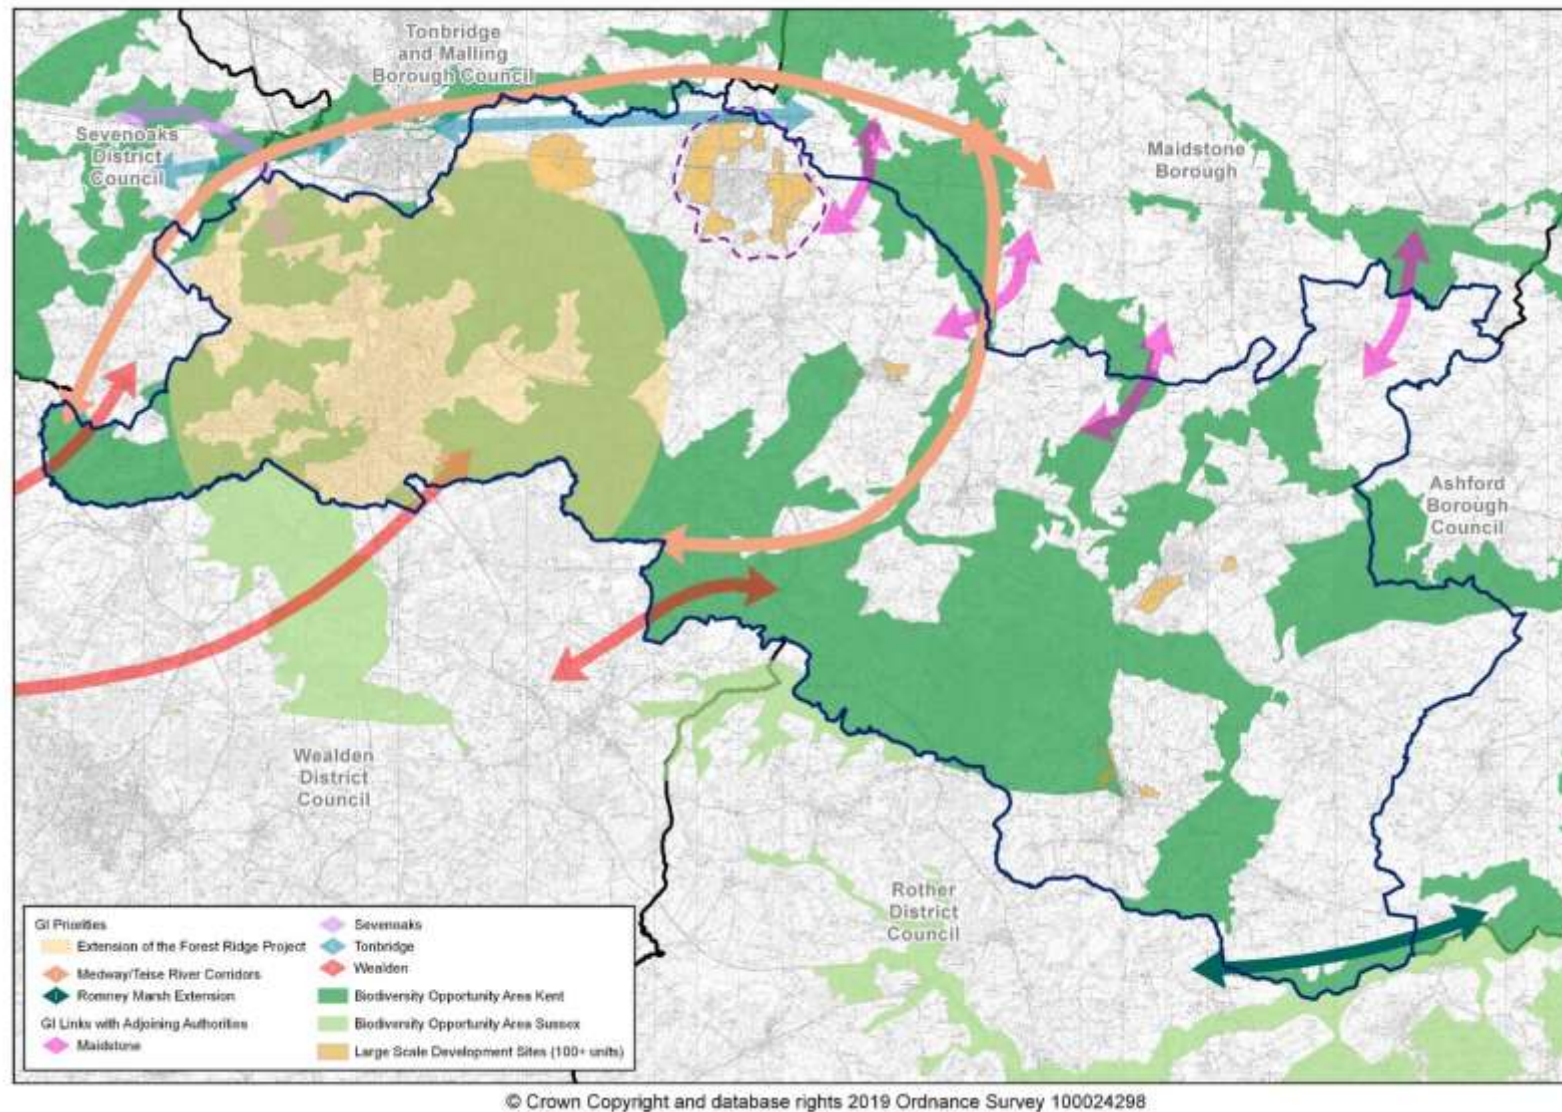 Tonbridge
and Malling
Borough Council
Sevenoaks
District
Council
Maidstone
Borough
Ashford
Borough
Council
Wealden
District
Council
Rother
District
Council
GI Priorities
Extension of the Forest Ridge Project
Medway/Teise River Corridors
Romney Marsh Extension
GI Links with Adjoining Authorities
Maidstone
Sevenoaks
Tonbridge
Wealden
Biodiversity Opportunity Area Kent
Biodiversity Opportunity Area Sussex
Large Scale Development Sites (100+ units)
© Crown Copyright and database rights 2019 Ordnance Survey 100024298